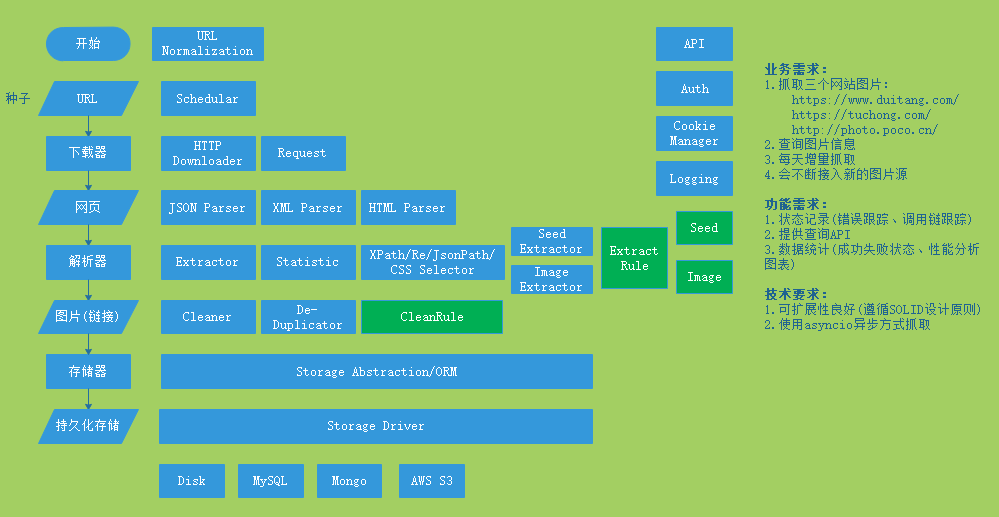 开始
URL
Normalization
种子
URL
Schedular
下载器
HTTP
Downloader
Request
网页
JSON Parser
XML Parser
HTML Parser
解析器
Extractor
Statistic
XPath/Re/JsonPath/
CSS Selector
Seed
Extractor
Image
Extractor
Extract
Rule
Seed
Image
图片(链接)
Cleaner
De-
Duplicator
CleanRule
存储器
Storage Abstraction/ORM
持久化存储
Storage Driver
Disk
MySQL
Mongo
AWS S3
API
Auth
Cookie
Manager
Logging
业务需求:
1.抓取三个网站图片:
https://www.duitang.com/
https://tuchong.com/
http://photo.poco.cn/
2.查询图片信息
3.每天增量抓取
4.会不断接入新的图片源
功能需求:
1.状态记录(错误跟踪、调用链跟踪)
2.提供查询API
3.数据统计(成功失败状态、性能分析
图表)
技术要求:
1.可扩展性良好(遵循SOLID设计原则)
2.使用asyncio异步方式抓取